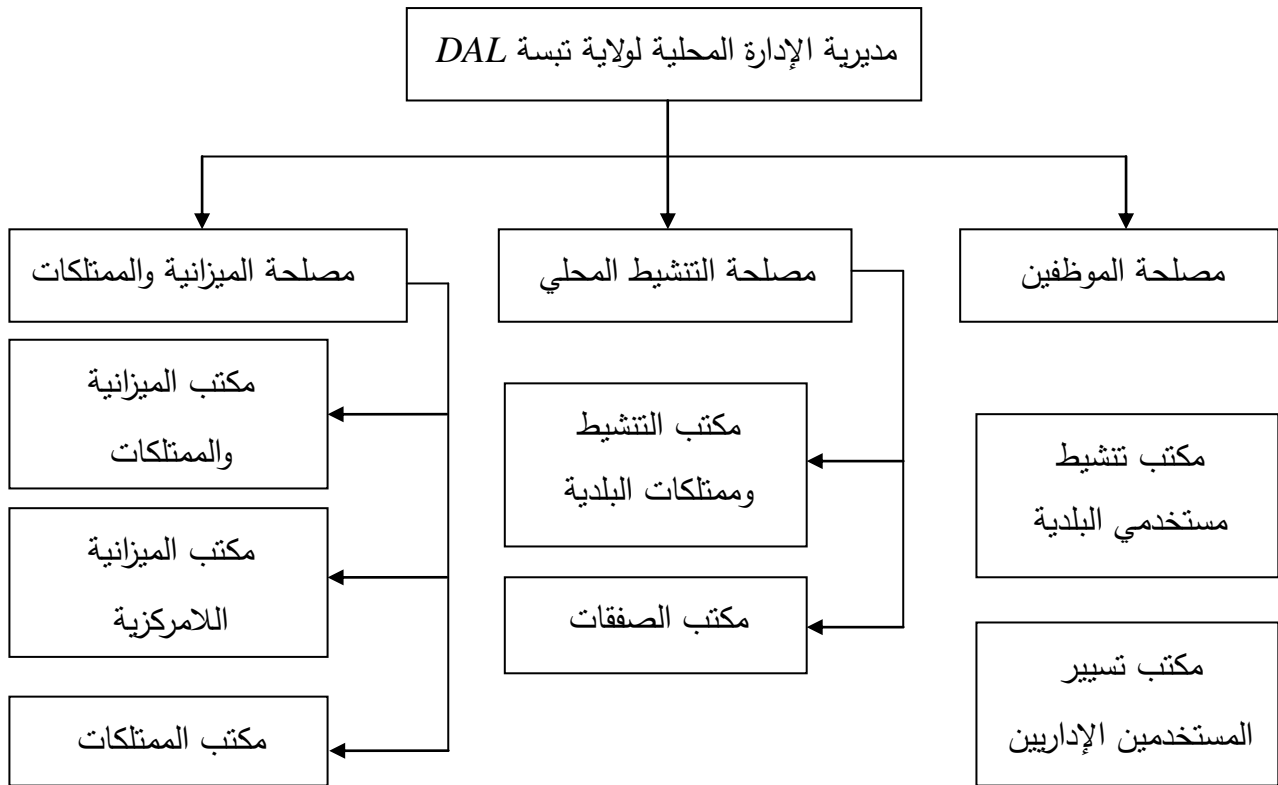 مديرية الإدارة المحلية لولاية تبسة DAL
مصلحة الموظفين
مصلحة التنشيط المحلي
مصلحة الميزانية والممتلكات
مكتب تنشيط
مستخدمي البلدية
مكتب تسيير
المستخدمين الإداريين
مكتب التنشيط
وممتلكات البلدية
مكتب الصفقات
مكتب الميزانية
والممتلكات
مكتب الميزانية
اللامركزية
مكتب الممتلكات